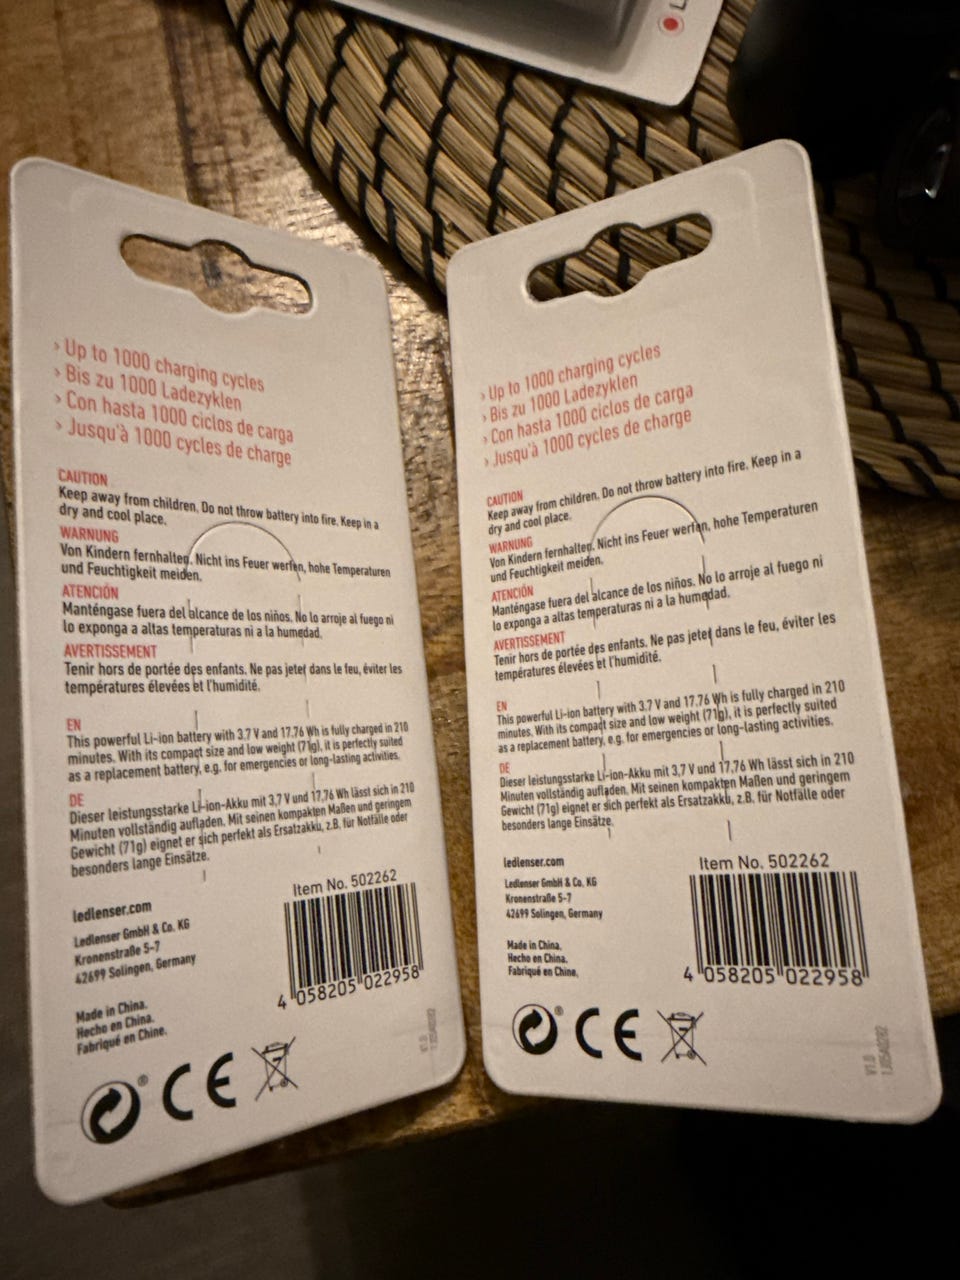 › Up to 1000 charging cycles
› Bis zu 1000 Ladezyklen
› Con hasta 1000 ciclos de carga
› Jusqu'à 1000 cycles de charge
CAUTION
Keep away from children. Do not throw battery into fire. Keep in a
dry and cool place.
WARNUNG
Von Kindern fernhalten. Nicht ins Feuer werfen, hohe Temperaturen
und Feuchtigkeit meiden.
ATENCIÓN
Manténgase fuera del alcance de los niños. No lo arroje al fuego ni
lo exponga a altas temperaturas ni a la humedad.
AVERTISSEMENT
Tenir hors de portée des enfants. Ne pas jeter dans le feu, éviter les
températures élevées et l'humidité.
EN
This powerful Li-ion battery with 3.7 V and 17.76 Wh is fully charged in 210
minutes. With its compact size and low weight (71g), it is perfectly suited
as a replacement battery, e.g. for emergencies or long-lasting activities.
DE
Dieser leistungsstarke Li-ion-Akku mit 3,7 V und 17,76 Wh lässt sich in 210
Minuten vollständig aufladen. Mit seinen kompakten Maßen und geringem
Gewicht (71g) eignet er sich perfekt als Ersatzakku, z.B. für Notfälle oder
besonders lange Einsätze.
ledlenser.com
Ledlenser GmbH & Co. KG
Kronenstraße 5-7
42699 Solingen, Germany
Made in China.
Hecho en China.
Fabriqué en Chine.
Item No. 502262
4 058205 022958
® CE
› Up to 1000 charging cycles
› Bis zu 1000 Ladezyklen
› Con hasta 1000 ciclos de carga
› Jusqu'à 1000 cycles de charge
CAUTION
Keep away from children. Do not throw battery into fire. Keep in a
dry and cool place.
WARNUNG
Von Kindern fernhalten. Nicht ins Feuer werfen, hohe Temperaturen
und Feuchtigkeit meiden.
ATENCIÓN
Manténgase fuera del alcance de los niños. No lo arroje al fuego ni
lo exponga a altas temperaturas ni a la humedad.
AVERTISSEMENT
Tenir hors de portée des enfants. Ne pas jeter dans le feu, éviter les
températures élevées et l'humidité.
EN
This powerful Li-ion battery with 3.7 V and 17.76 Wh is fully charged in 210
minutes. With its compact size and low weight (71g), it is perfectly suited
as a replacement battery, e.g. for emergencies or long-lasting activities.
DE
Dieser leistungsstarke Li-ion-Akku mit 3,7 V und 17,76 Wh lässt sich in 210
Minuten vollständig aufladen. Mit seinen kompakten Maßen und geringem
Gewicht (71g) eignet er sich perfekt als Ersatzakku, z.B. für Notfälle oder
besonders lange Einsätze.
ledlenser.com
Ledlenser GmbH & Co. KG
Kronenstraße 5-7
42699 Solingen, Germany
Made in China.
Hecho en China.
Fabriqué en Chine.
Item No. 502262
4 058205 022958
® CE
V1.0